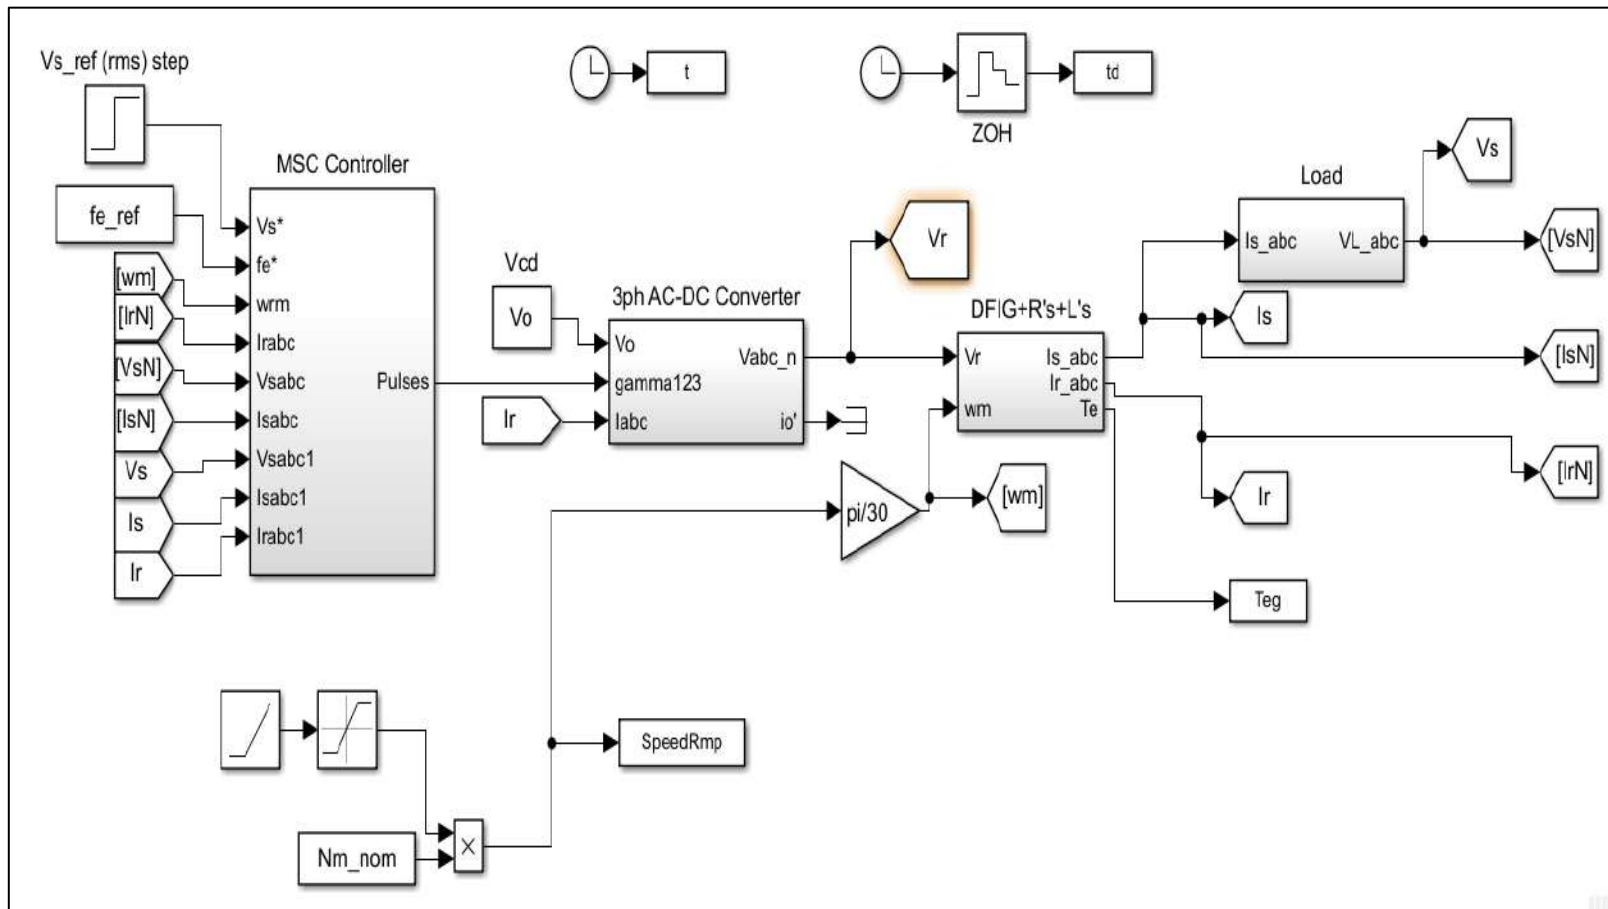 Vs_ref (rms) step
t
td
ZOH
MSC Controller
fe_ref
[wm]
[IrN]
[VsN]
[IsN]
Vs
Is
Ir
Vs*
fe*
wrm
Irabc
Vsabc
Isabc
Vsabc1
Isabc1
Irabc1
Pulses
Vcd
Vo
Ir
3ph AC-DC Converter
Vo
gamma123
Iabc
Vabc_n
io'
Vr
DFIG+R's+L's
Vr
wm
Is_abc
Ir_abc
Te
Load
Is_abc
VL_abc
Vs
[VsN]
Is
[IsN]
[IrN]
Ir
pi/30
[wm]
Teg
SpeedRmp
Nm_nom
X